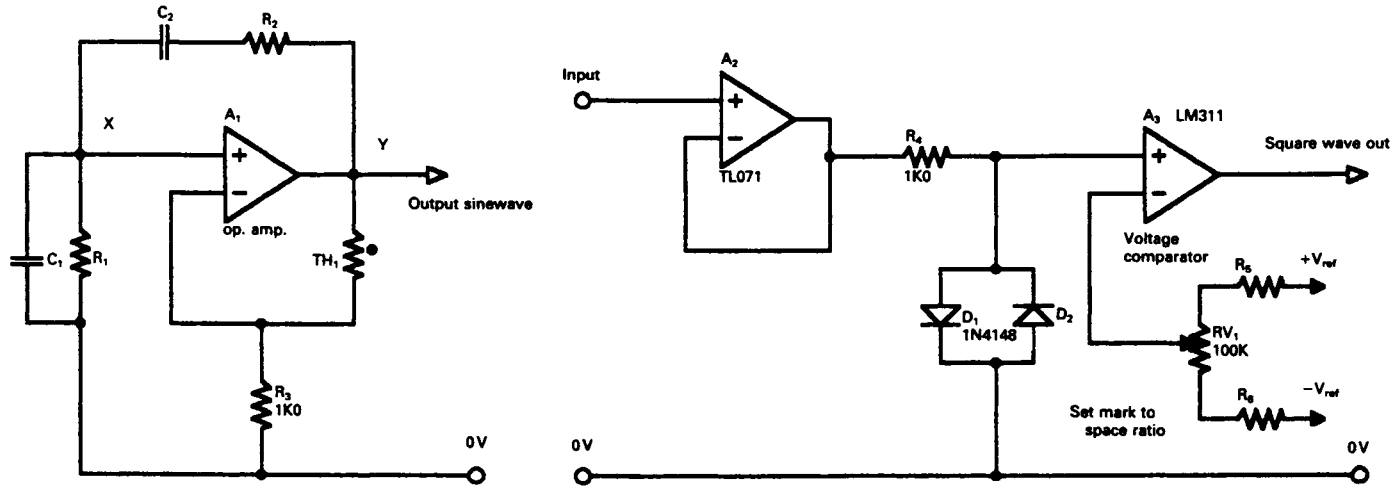 C₂
R₂
X
A₁
+
−
op. amp.
Y
Output sinewave
C₁
R₁
TH₁
R₃
1K0
0V
Input
A₂
+
−
TL071
R₄
1K0
A₃ LM311
+
−
Square wave out
Voltage
comparator
D₁
1N4148
D₂
R₅
+Vref
RV₁
100K
R₆
−Vref
Set mark to
space ratio
0V
0V